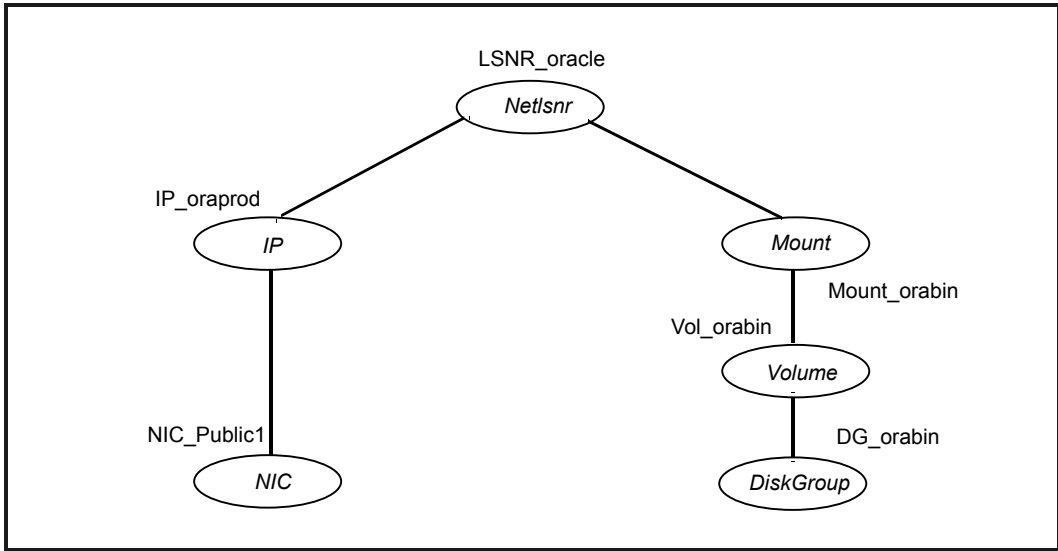 LSNR_oracle
Netlsnr
IP_oraprod
IP
Mount
Mount_orabin
Vol_orabin
Volume
NIC_Public1
NIC
DG_orabin
DiskGroup